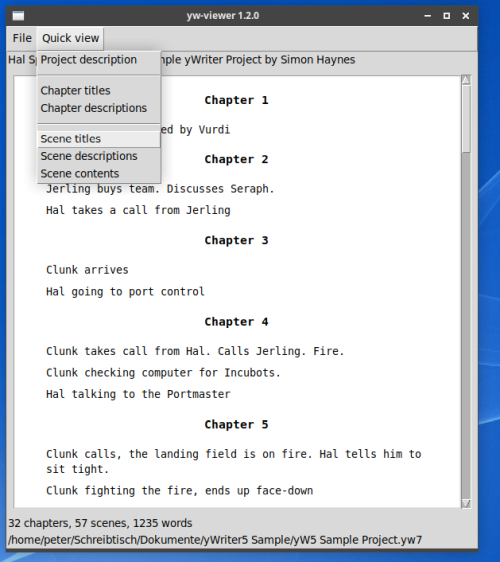 yw-viewer 1.2.0
File Quick view
Hal Sp
mple yWriter Project by Simon Haynes
Project description
Chapter titles
Chapter descriptions
Scene titles
Scene descriptions
Scene contents
Chapter 1
ed by Vurdi
Chapter 2
Jerling buys team. Discusses Seraph.
Hal takes a call from Jerling
Chapter 3
Clunk arrives
Hal going to port control
Chapter 4
Clunk takes call from Hal. Calls Jerling. Fire.
Clunk checking computer for Incubots.
Hal talking to the Portmaster
Chapter 5
Clunk calls, the landing field is on fire. Hal tells him to
sit tight.
Clunk fighting the fire, ends up face-down
32 chapters, 57 scenes, 1235 words
/home/peter/Schreibtisch/Dokumente/yWriter5 Sample/yW5 Sample Project.yw7